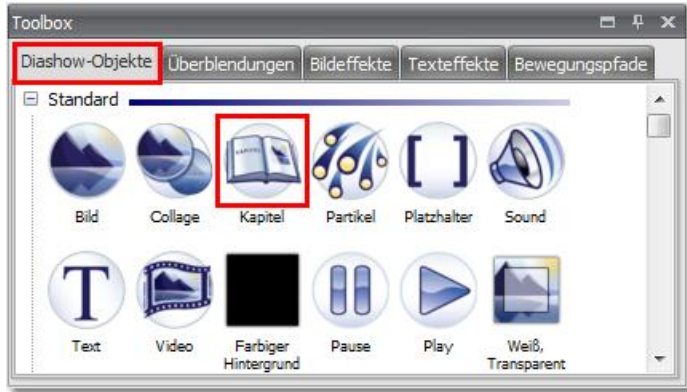 Toolbox
Diashow-Objekte Überblendungen Bildeffekte Texteffekte Bewegungspfade
Standard
KAPITEL
Bild Collage Kapitel Partikel Platzhalter Sound
T
Text Video Farbiger Hintergrund Pause Play Weiß, Transparent